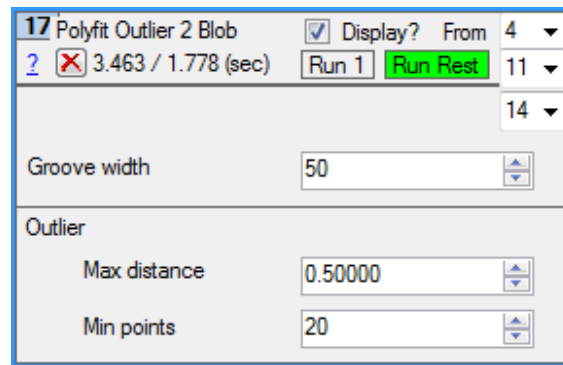 17 Polyfit Outlier 2 Blob Display? From 4
? 3.463 / 1.778 (sec) Run 1 Run Rest 11
14
Groove width 50
Outlier
Max distance 0.50000
Min points 20